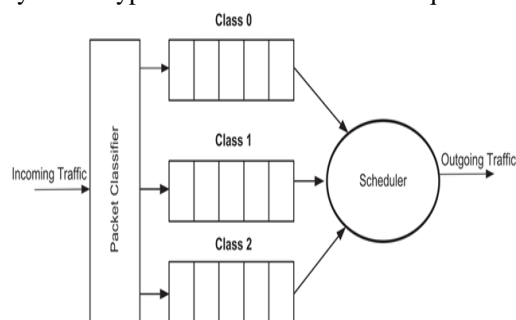 Class 0
Class 1
Incoming Traffic
Packet Classifier
Scheduler
Outgoing Traffic
Class 2